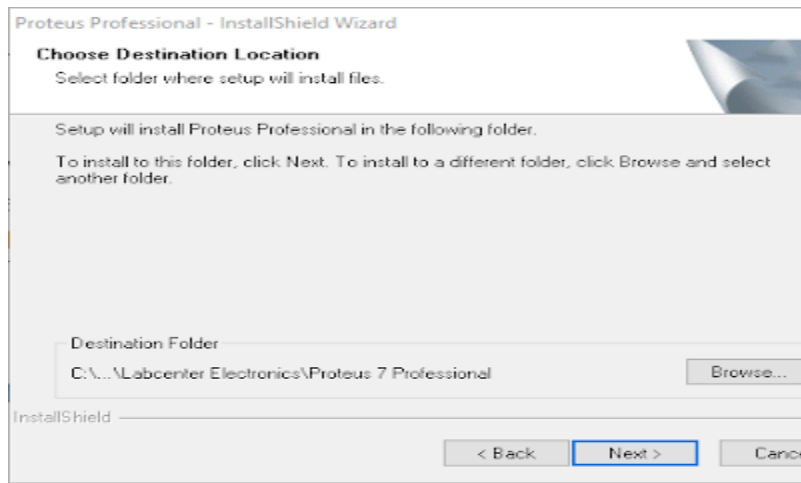 Proteus Professional - InstallShield Wizard
Choose Destination Location
Select folder where setup will install files.
Setup will install Proteus Professional in the following folder.
To install to this folder, click Next. To install to a different folder, click Browse and select
another folder.
Destination Folder
C:\...\Labcenter Electronics\Proteus 7 Professional
Browse...
InstallShield
< Back
Next >
Canc